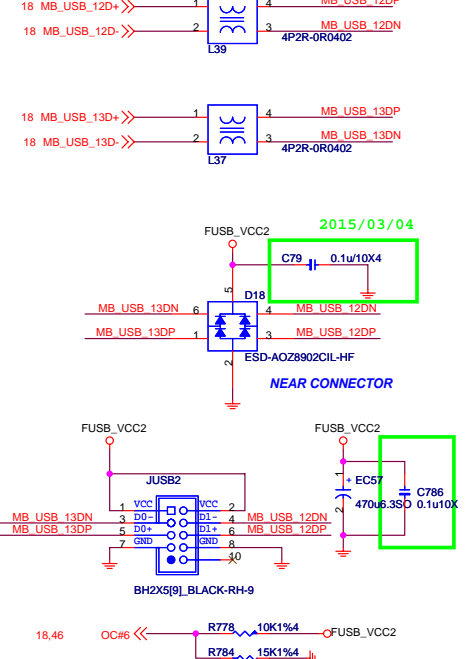 18 MB_USB_12D+ 1 4 MB_USB_12DP
18 MB_USB_12D- 2 3 MB_USB_12DN
4P2R-0R0402
L39
18 MB_USB_13D+ 1 4 MB_USB_13DP
18 MB_USB_13D- 2 3 MB_USB_13DN
4P2R-0R0402
L37
2015/03/04
FUSB_VCC2
C79 0.1u/10X4
5
D18
MB_USB_13DN 6 4 MB_USB_12DN
MB_USB_13DP 1 3 MB_USB_12DP
2
ESD-AOZ8902CIL-HF
NEAR CONNECTOR
FUSB_VCC2 FUSB_VCC2
JUSB2
1 + EC57
C786
2 470u6.3SO 0.1u10X
1 VCC VCC 2
MB_USB_13DN 3 D0- D1- 4 MB_USB_12DN
MB_USB_13DP 5 D0+ D1+ 6 MB_USB_12DP
7 GND GND 8
10
BH2X5[9]_BLACK-RH-9
18,46 OC#6 R778 10K1%4 FUSB_VCC2
R784 15K1%4